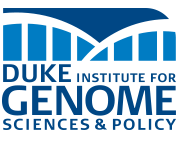 DUKE INSTITUTE FOR
GENOME
SCIENCES & POLICY